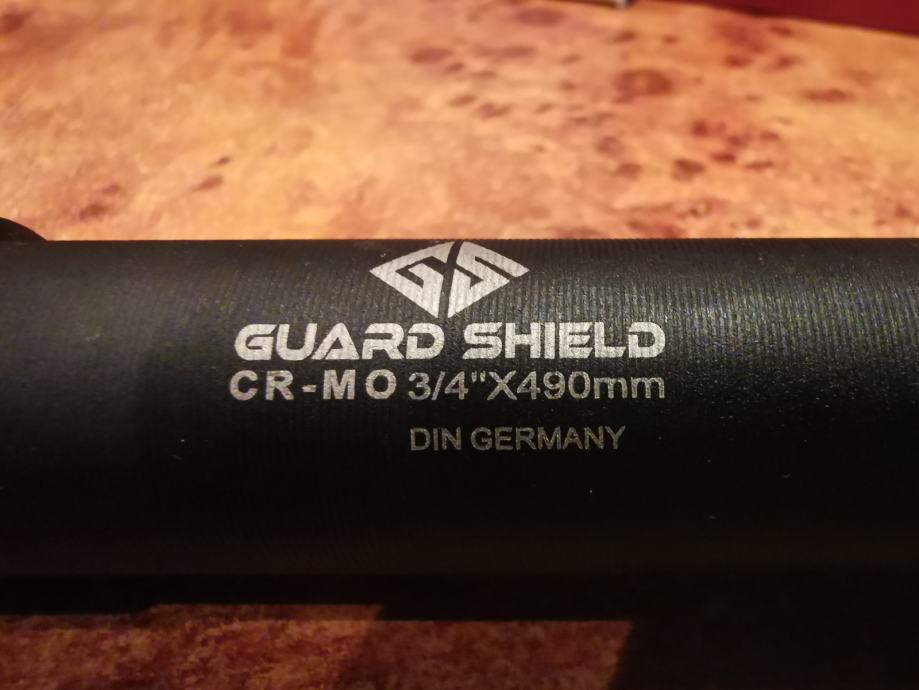 GS
GUARD SHIELD
CR-MO 3/4"X490mm
DIN GERMANY